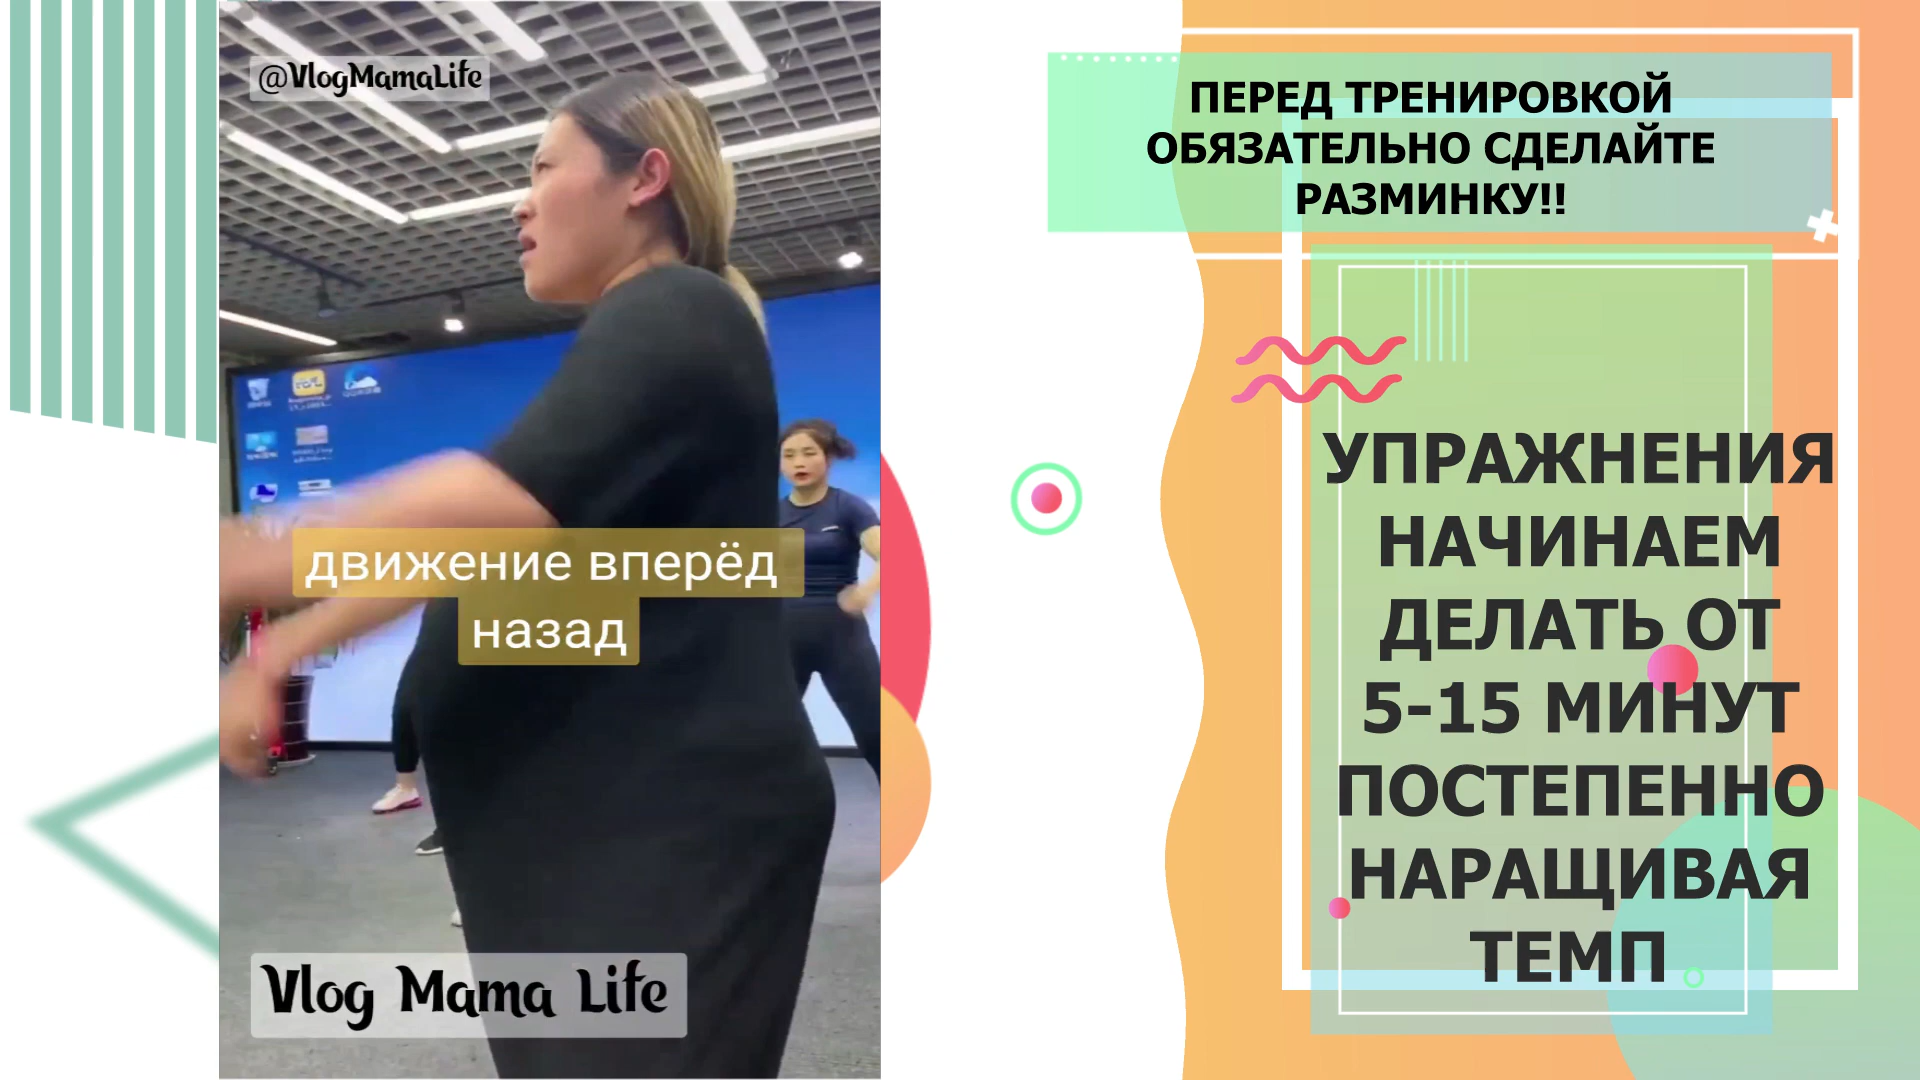 @VlogMamaLife
движение вперёд
назад
Vlog Mama Life
ПЕРЕД ТРЕНИРОВКОЙ
ОБЯЗАТЕЛЬНО СДЕЛАЙТЕ
РАЗМИНКУ!!
УПРАЖНЕНИЯ
НАЧИНАЕМ
ДЕЛАТЬ ОТ
5-15 МИНУТ
ПОСТЕПЕННО
НАРАЩИВАЯ
ТЕМП